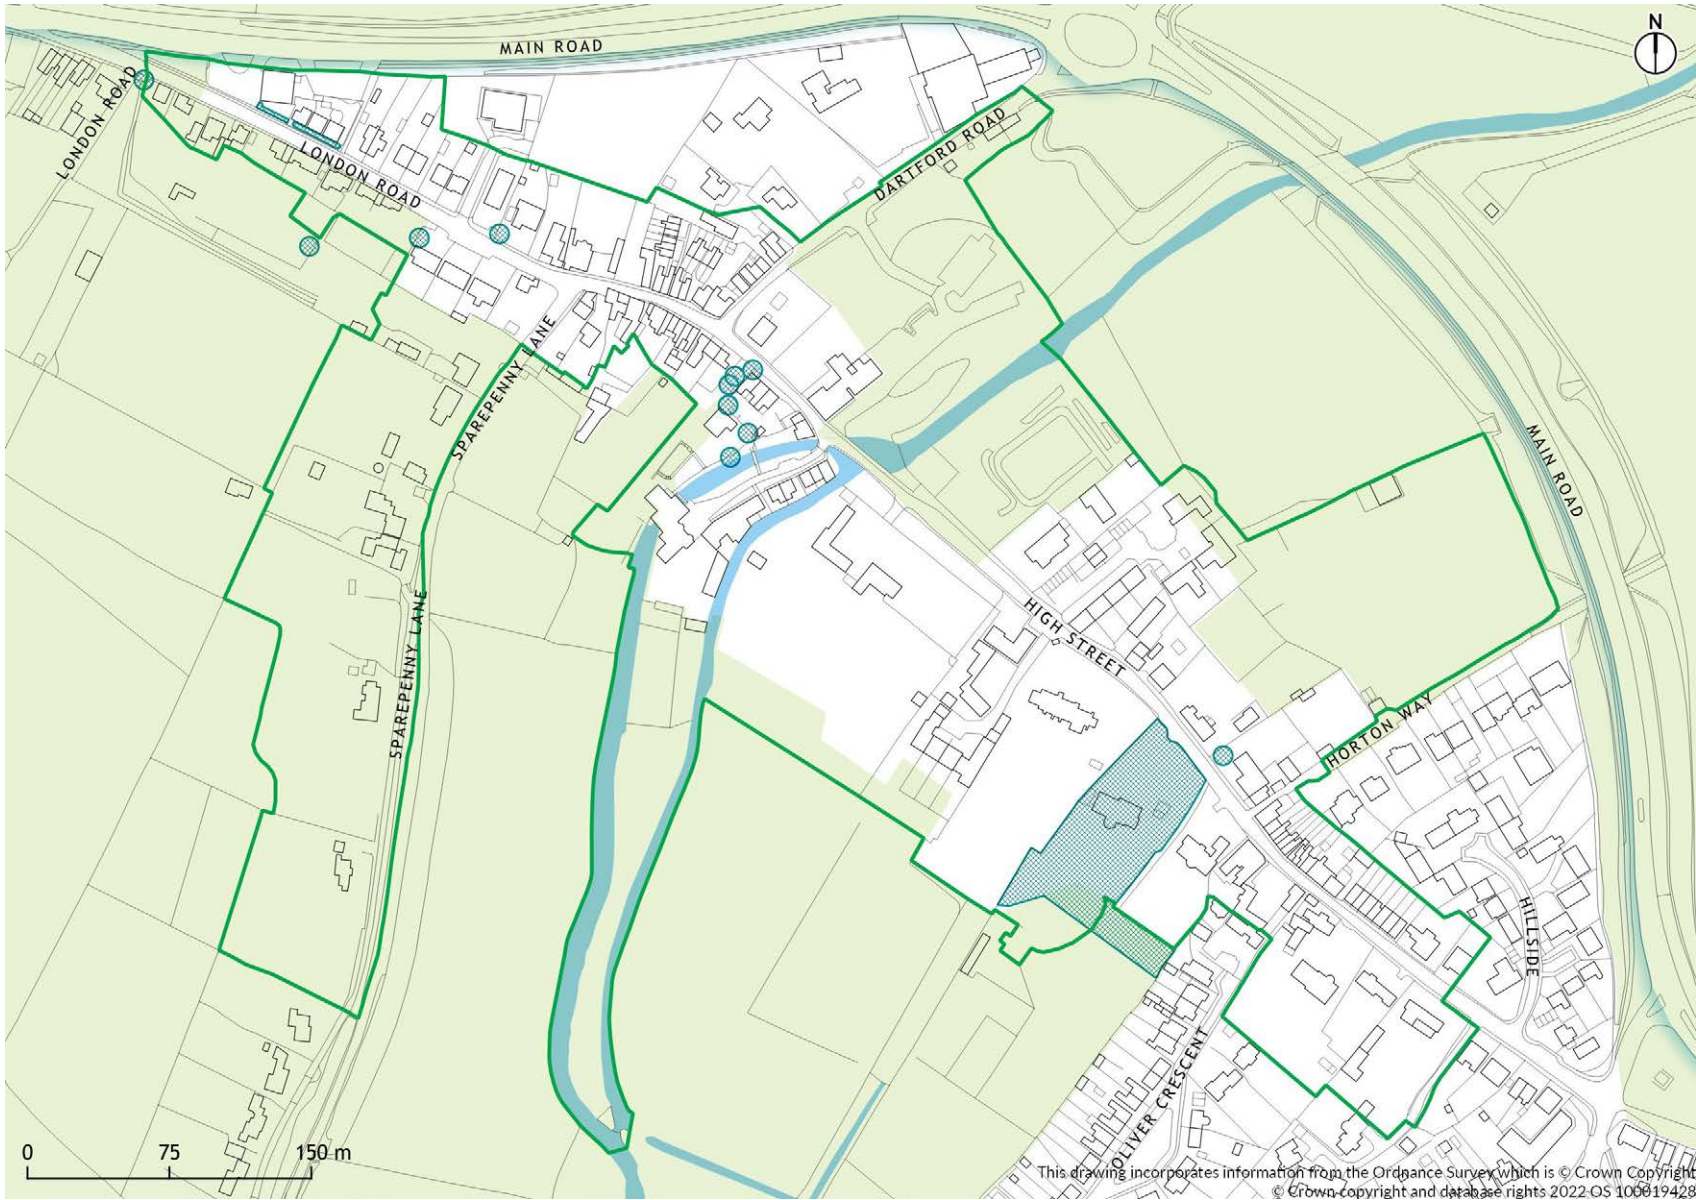 MAIN ROAD
N
LONDON ROAD
LONDON ROAD
DARTFORD ROAD
SPAREPENNY LANE
MAIN ROAD
SPAREPENNY LANE
HIGH STREET
HORTON WAY
HILLSIDE
OLIVER CRESCENT
0 75 150 m
This drawing incorporates information from the Ordnance Survey which is © Crown Copyright
© Crown copyright and database rights 2022 OS 100019428